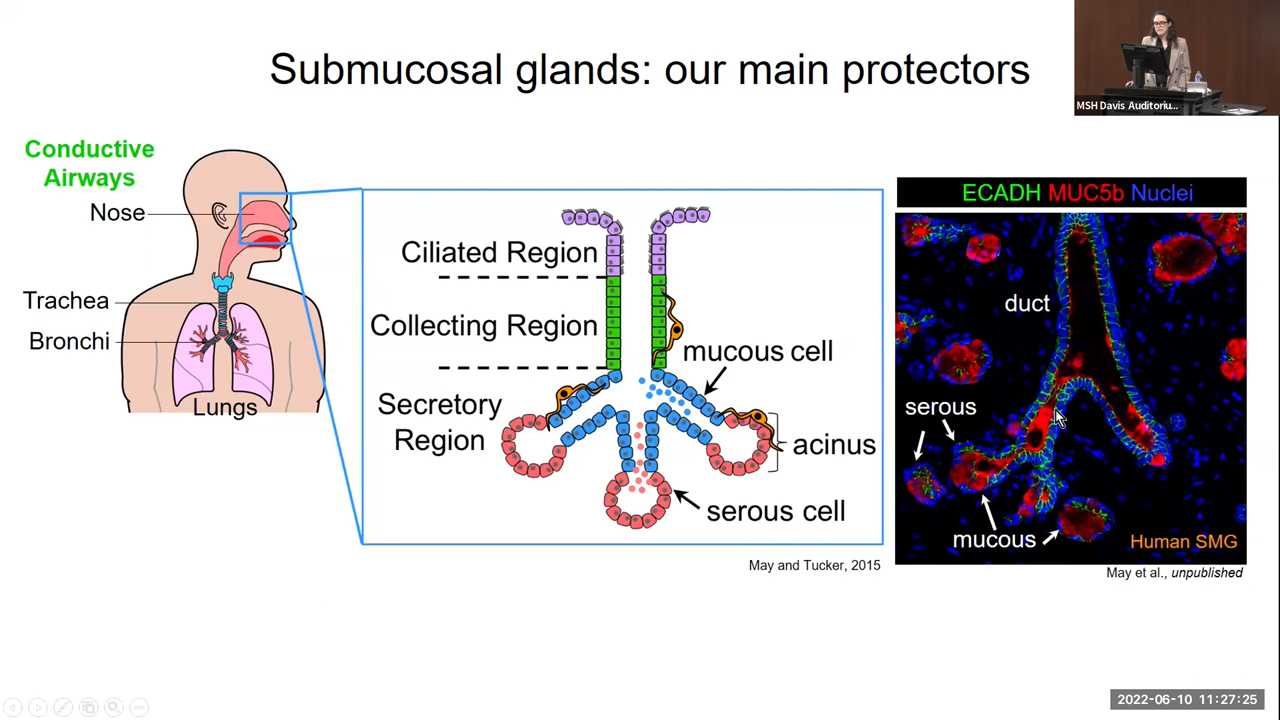 Submucosal glands: our main protectors
MSH Davis Auditoriu...
Conductive
Airways
Nose
Trachea
Bronchi
Lungs
Ciliated Region
Collecting Region
Secretory
Region
mucous cell
acinus
serous cell
May and Tucker, 2015
ECADH MUC5b Nuclei
duct
serous
mucous
Human SMG
May et al., unpublished
2022-06-10 11:27:25